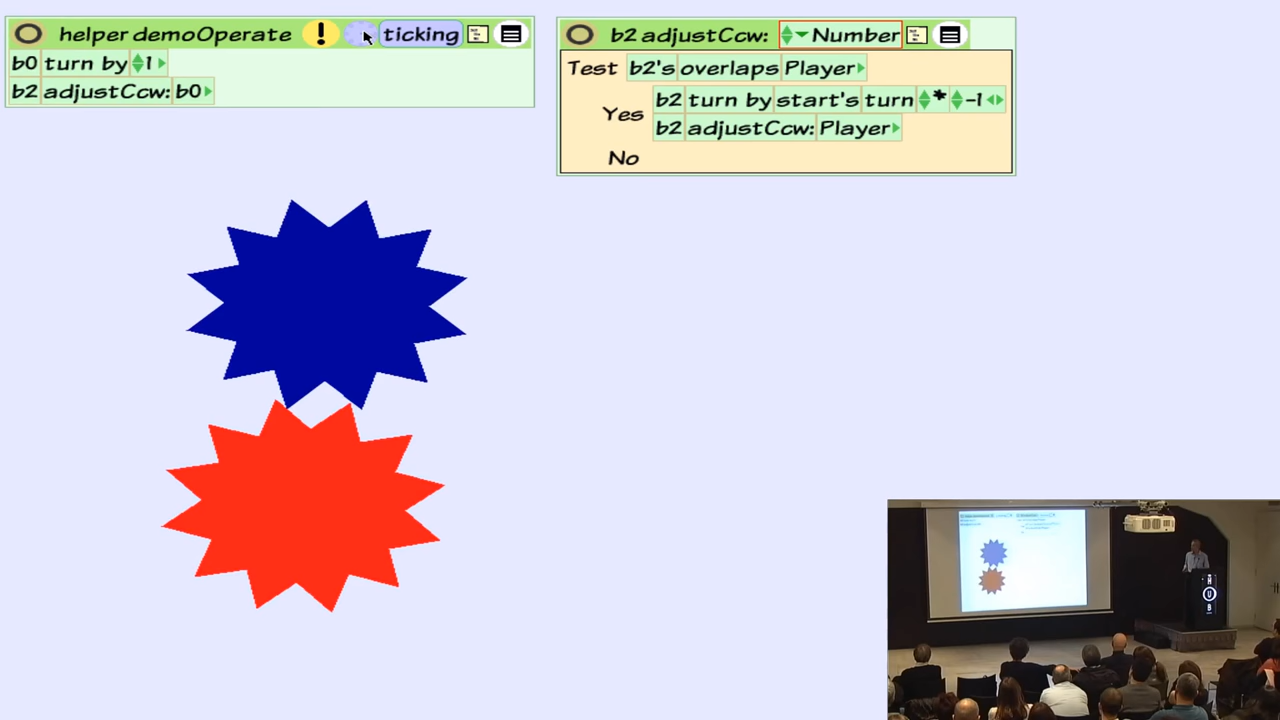 helper demoOperate ! ticking
b0 turn by 1
b2 adjustCcw: b0
b2 adjustCcw: Number
Test b2's overlaps Player
Yes
b2 turn by start's turn * -1
b2 adjustCcw: Player
No
HUB